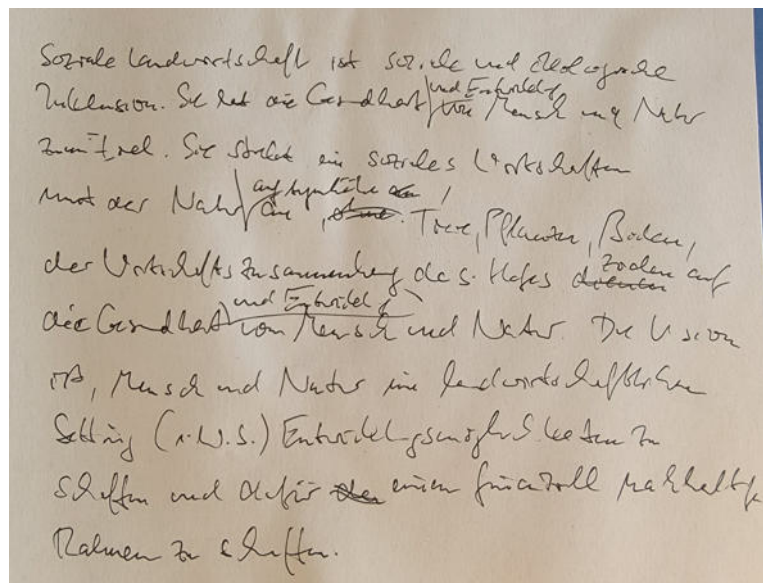 Soziale Landwirtschaft ist soziale und ökologische
Inklusion. Sie hat die Gesundheit und Entwicklung von Mensch und Natur
zum Ziel. Sie strebt ein soziales Wirtschaften
mit der Natur an. Tiere, Pflanzen, Boden,
der Wirtschaftszusammenhang des Hofes zielen auf
die Gesundheit und Entwicklung von Mensch und Natur. Die Vision
ist, Mensch und Natur im landwirtschaftlichen
Setting (i.w.S.) Entwicklungsmöglichkeiten zu
schaffen und dafür einen finanziell nachhaltigen
Rahmen zu schaffen.